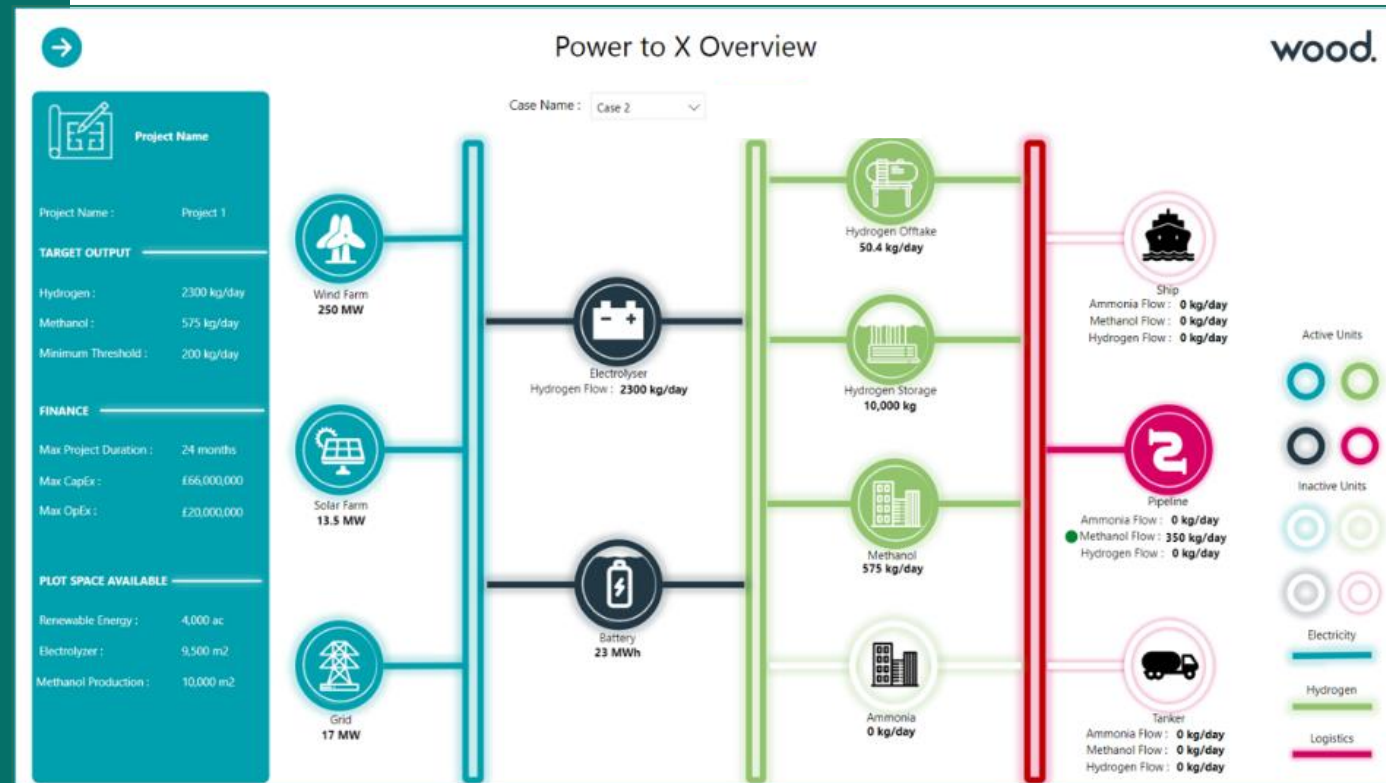 Power to X Overview
wood.
Case Name : Case 2
Project Name
Project Name : Project 1
TARGET OUTPUT
Hydrogen : 2300 kg/day
Methanol : 575 kg/day
Minimum Threshold : 200 kg/day
FINANCE
Max Project Duration : 24 months
Max CapEx : £66,000,000
Max OpEx : £20,000,000
PLOT SPACE AVAILABLE
Renewable Energy : 4,000 ac
Electrolyzer : 9,500 m2
Methanol Production : 10,000 m2
Wind Farm
250 MW
Solar Farm
13.5 MW
Grid
17 MW
Electrolyser
Hydrogen Flow : 2300 kg/day
Battery
23 MWh
Hydrogen Offtake
50.4 kg/day
Hydrogen Storage
10,000 kg
Methanol
575 kg/day
Ammonia
0 kg/day
Ship
Ammonia Flow : 0 kg/day
Methanol Flow : 0 kg/day
Hydrogen Flow : 0 kg/day
Pipeline
Ammonia Flow : 0 kg/day
Methanol Flow : 350 kg/day
Hydrogen Flow : 0 kg/day
Tanker
Ammonia Flow : 0 kg/day
Methanol Flow : 0 kg/day
Hydrogen Flow : 0 kg/day
Active Units
Inactive Units
Electricity
Hydrogen
Logistics